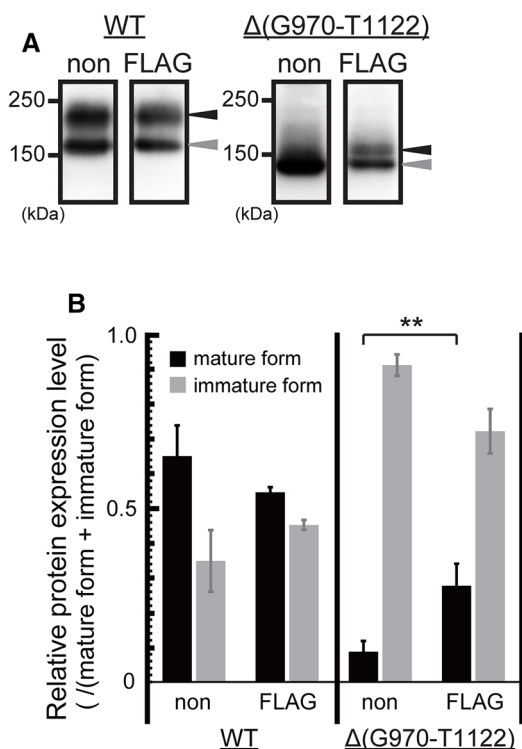 A
WT
Δ(G970-T1122)
non FLAG
non FLAG
250
150
(kDa)
250
150
(kDa)
B
Relative protein expression level
( /(mature form + immature form)
1.0
0.5
0
mature form
immature form
**
non FLAG
non FLAG
WT
Δ(G970-T1122)